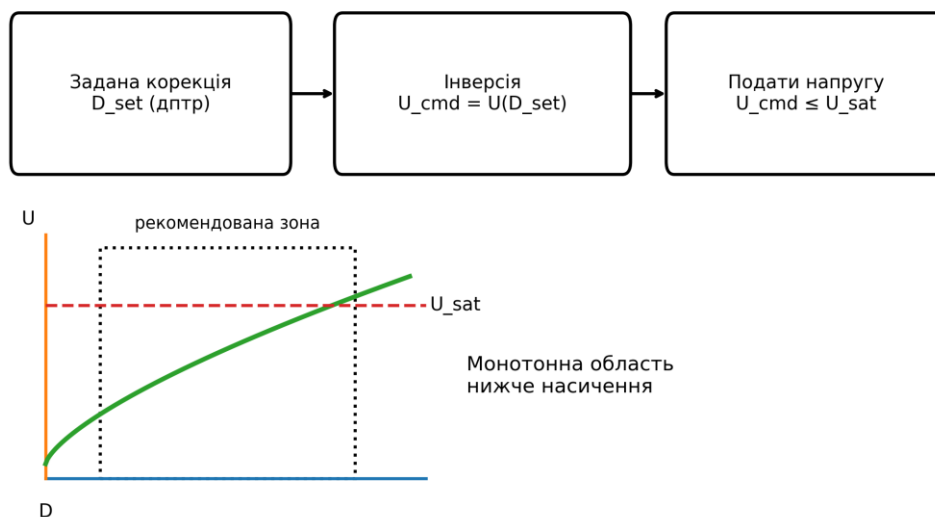 Задана корекція
D_set (дптр)
Інверсія
U_cmd = U(D_set)
Подати напругу
U_cmd ≤ U_sat
U
рекомендована зона
U_sat
Монотонна область
нижче насичення
D